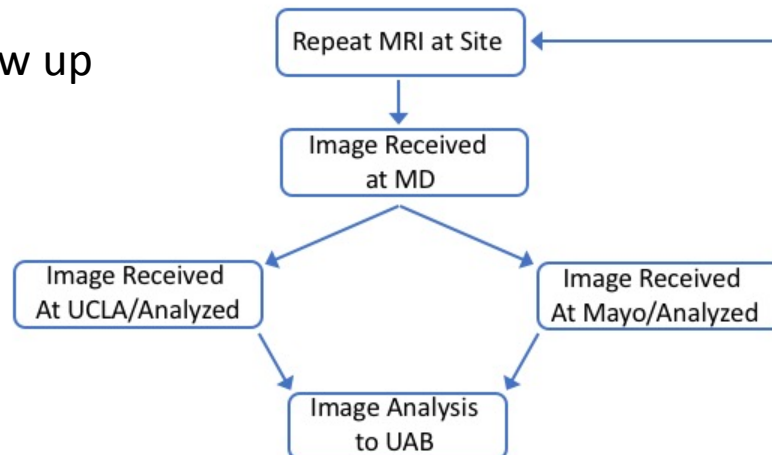 w up
Repeat MRI at Site
Image Received
at MD
Image Received
At UCLA/Analyzed
Image Received
At Mayo/Analyzed
Image Analysis
to UAB